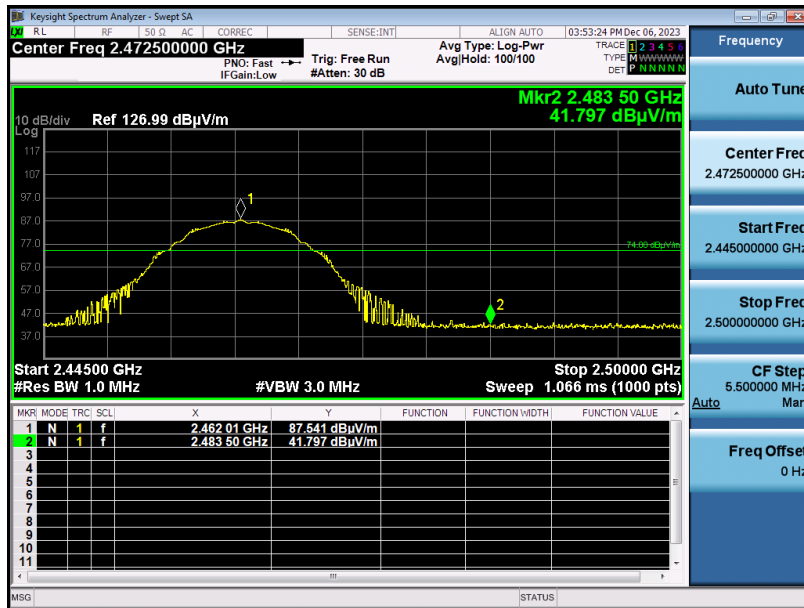 Keysight Spectrum Analyzer - Swept SA
RL RF 50 Ω AC CORREC SENSE:INT ALIGN AUTO 03:53:24 PM Dec 06, 2023
Center Freq 2.472500000 GHz
PNO: Fast
IFGain:Low
Trig: Free Run
#Atten: 30 dB
Avg Type: Log-Pwr
Avg|Hold: 100/100
TRACE 1 2 3 4 5 6
TYPE M WWWWW
DET P N N N N N
Mkr2 2.483 50 GHz
41.797 dBµV/m
10 dB/div Ref 126.99 dBµV/m
Log
117
107
97.0
87.0
77.0
67.0
57.0
47.0
37.0
1
74.00 dBµV/m
2
Start 2.44500 GHz Stop 2.50000 GHz
#Res BW 1.0 MHz #VBW 3.0 MHz Sweep 1.066 ms (1000 pts)
MKR MODE TRC SCL X Y FUNCTION FUNCTION WIDTH FUNCTION VALUE
1 N 1 f 2.462 01 GHz 87.541 dBµV/m
2 N 1 f 2.483 50 GHz 41.797 dBµV/m
3
4
5
6
7
8
9
10
11
MSG STATUS
Frequency
Auto Tune
Center Freq
2.472500000 GHz
Start Freq
2.445000000 GHz
Stop Freq
2.500000000 GHz
CF Step
5.500000 MHz
Auto Man
Freq Offset
0 Hz